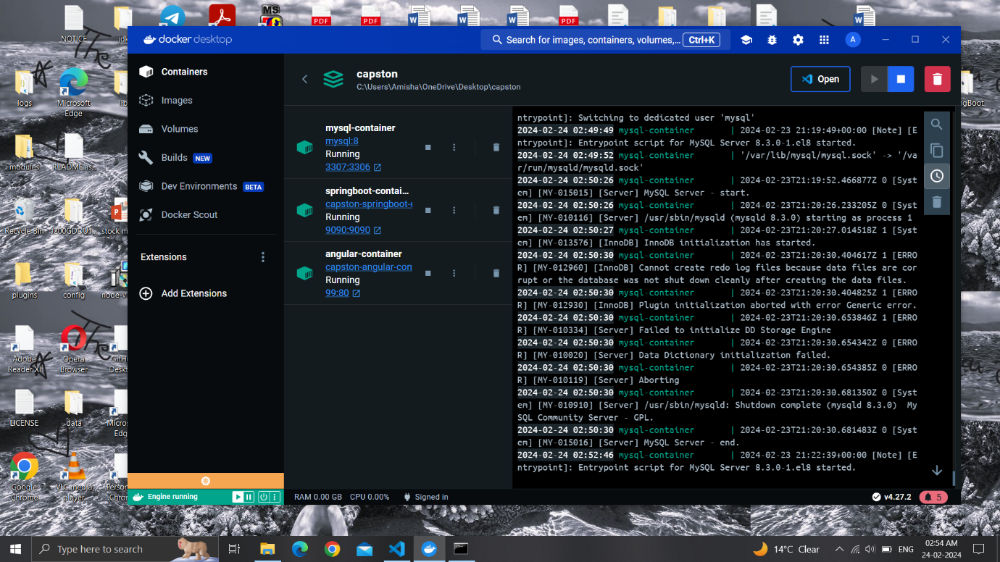 NOTICE
jdk
logs
Microsoft
Edge
lib
modules
README.as...
Recycle Bin
stock m
plugins
config
node-v
Adobe
Reader XI
Opera
Browser
GitH
Deskt
LICENSE
data
Micros
Edg
Google
Chrome
VLC media
player
Person
Chro
PDF
PDF
PDF
MS
docker desktop
Search for images, containers, volumes,... Ctrl+K
A
Containers
Images
Volumes
Builds NEW
Dev Environments BETA
Docker Scout
Extensions
Add Extensions
Engine running
capston
C:\Users\Amisha\OneDrive\Desktop\capston
Open
mysql-container
mysql:8
Running
3307:3306
springboot-contai...
capston-springboot-c
Running
9090:9090
angular-container
capston-angular-con
Running
99:80
ntrypoint]: Switching to dedicated user 'mysql'
2024-02-24 02:49:49 mysql-container | 2024-02-23 21:19:49+00:00 [Note] [E
ntrypoint]: Entrypoint script for MySQL Server 8.3.0-1.el8 started.
2024-02-24 02:49:52 mysql-container | '/var/lib/mysql/mysql.sock' -> '/va
r/run/mysqld/mysqld.sock'
2024-02-24 02:50:26 mysql-container | 2024-02-23T21:19:52.466877Z 0 [Syst
em] [MY-015015] [Server] MySQL Server - start.
2024-02-24 02:50:26 mysql-container | 2024-02-23T21:20:26.233205Z 0 [Syst
em] [MY-010116] [Server] /usr/sbin/mysqld (mysqld 8.3.0) starting as process 1
2024-02-24 02:50:27 mysql-container | 2024-02-23T21:20:27.014518Z 1 [Syst
em] [MY-013576] [InnoDB] InnoDB initialization has started.
2024-02-24 02:50:30 mysql-container | 2024-02-23T21:20:30.404617Z 1 [ERRO
R] [MY-012960] [InnoDB] Cannot create redo log files because data files are cor
rupt or the database was not shut down cleanly after creating the data files.
2024-02-24 02:50:30 mysql-container | 2024-02-23T21:20:30.404825Z 1 [ERRO
R] [MY-012930] [InnoDB] Plugin initialization aborted with error Generic error.
2024-02-24 02:50:30 mysql-container | 2024-02-23T21:20:30.653846Z 1 [ERRO
R] [MY-010334] [Server] Failed to initialize DD Storage Engine
2024-02-24 02:50:30 mysql-container | 2024-02-23T21:20:30.654342Z 0 [ERRO
R] [MY-010020] [Server] Data Dictionary initialization failed.
2024-02-24 02:50:30 mysql-container | 2024-02-23T21:20:30.654385Z 0 [ERRO
R] [MY-010119] [Server] Aborting
2024-02-24 02:50:30 mysql-container | 2024-02-23T21:20:30.681350Z 0 [Syst
em] [MY-010910] [Server] /usr/sbin/mysqld: Shutdown complete (mysqld 8.3.0) My
SQL Community Server - GPL.
2024-02-24 02:50:30 mysql-container | 2024-02-23T21:20:30.681483Z 0 [Syst
em] [MY-015016] [Server] MySQL Server - end.
2024-02-24 02:52:46 mysql-container | 2024-02-23 21:22:39+00:00 [Note] [E
ntrypoint]: Entrypoint script for MySQL Server 8.3.0-1.el8 started.
RAM 0.00 GB CPU 0.00% Signed in
v4.27.2 5
ngBoot
Type here to search
14°C Clear
ENG
02:54 AM
24-02-2024